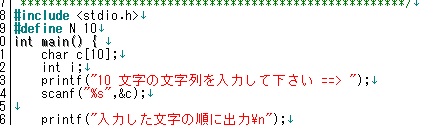 7 ******************************************************/↓
8 #include <stdio.h>↓
9 #define N 10↓
0 int main() {↓
1 char c[10];↓
2 int i;↓
3 printf("10 文字の文字列を入力して下さい ==> ");↓
4 scanf("%s",&c);↓
5 ↓
6 printf("入力した文字の順に出力¥n");↓